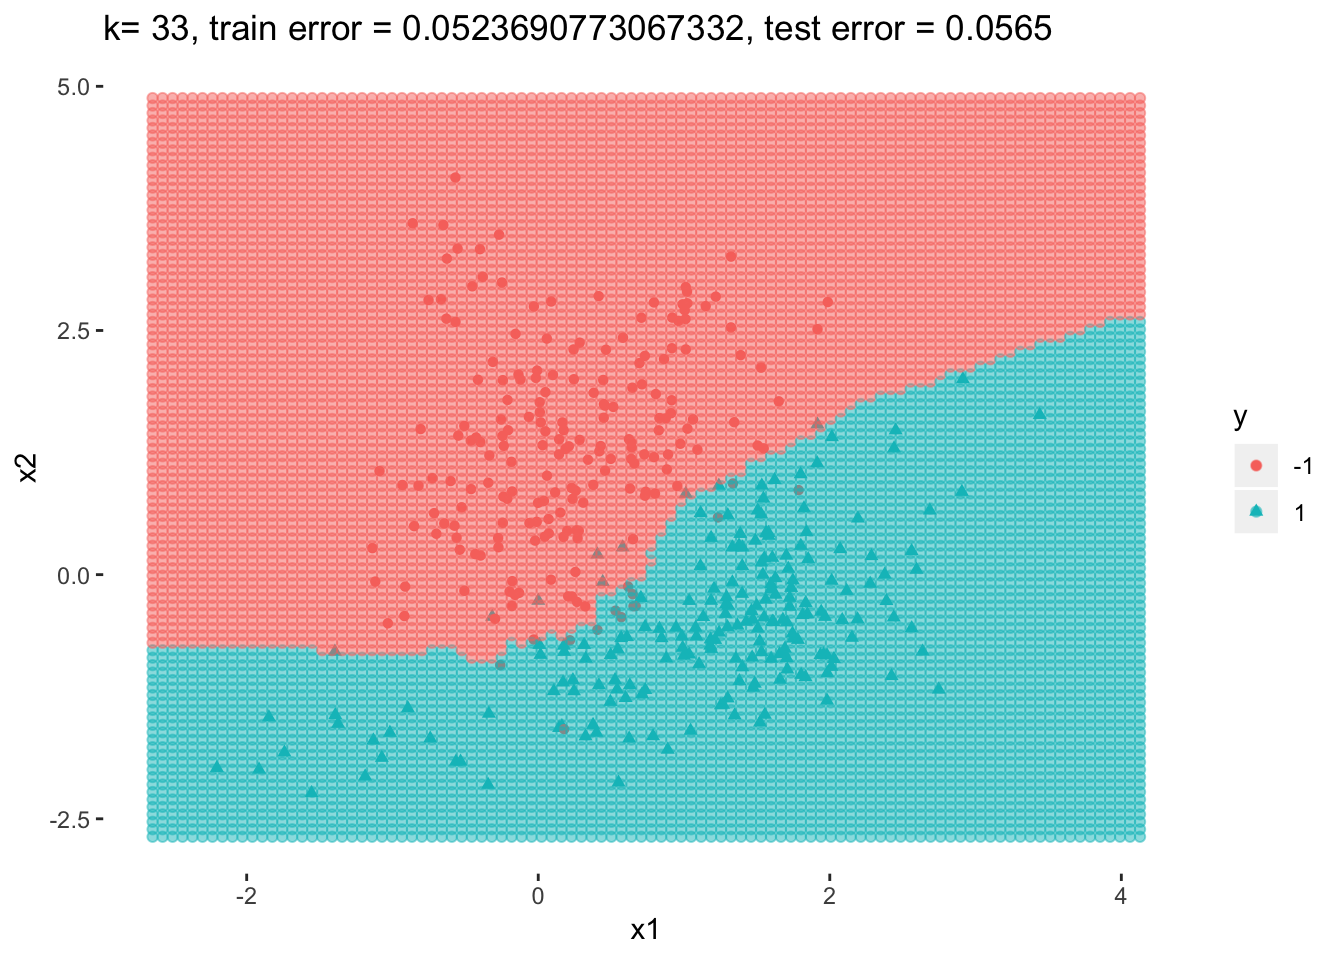 k= 33, train error = 0.0523690773067332, test error = 0.0565
5.0
2.5
0.0
-2.5
x2
-2
0
2
4
x1
y
-1
1